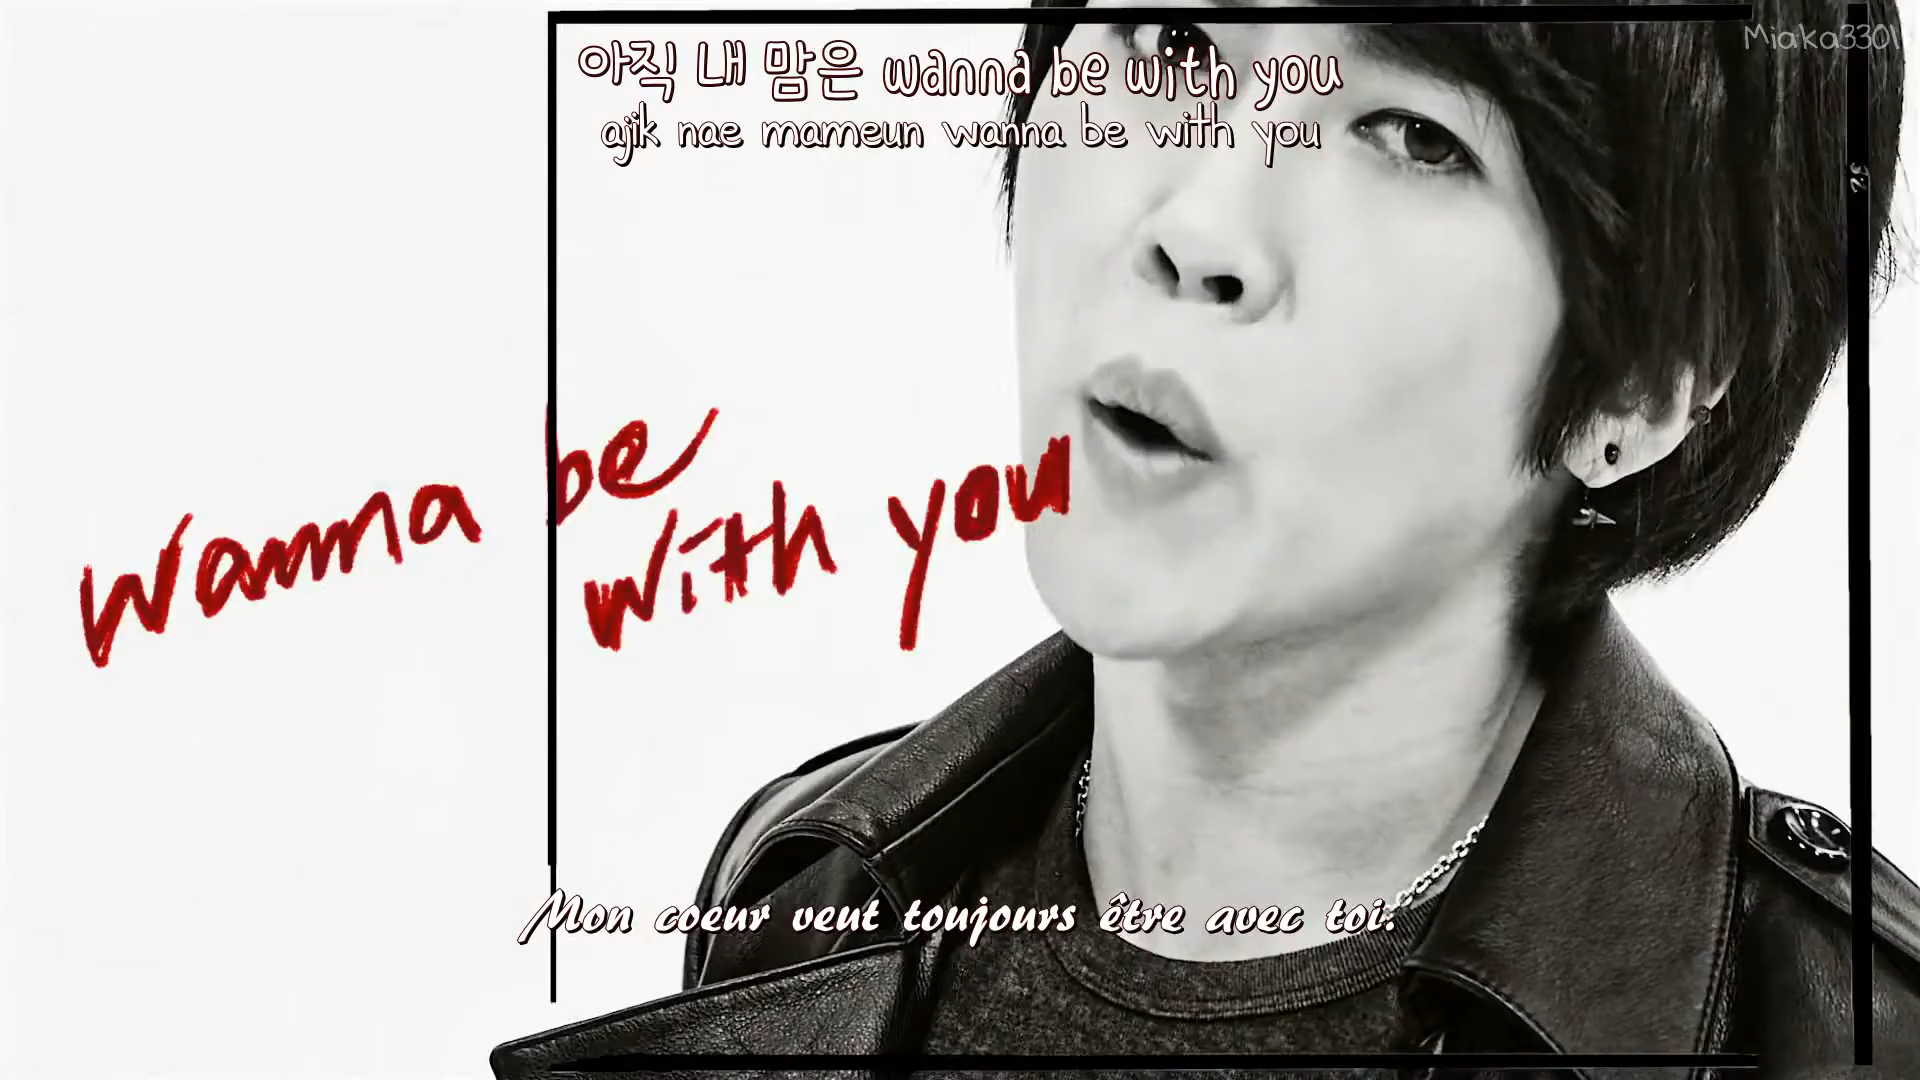 Miaka3301
아직 내 맘은 wanna be with you
ajik nae mameun wanna be with you
32
wanna be
with you
Mon coeur veut toujours être avec toi.